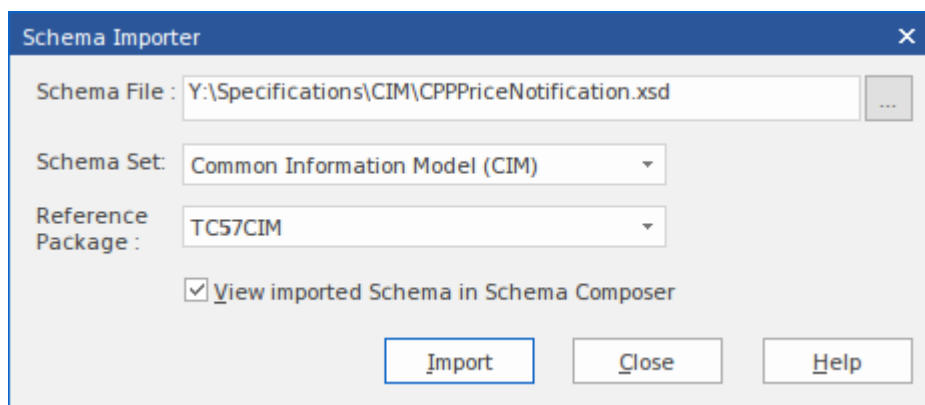 Schema Importer
Schema File : Y:\Specifications\CIM\CPPPriceNotification.xsd ...
Schema Set: Common Information Model (CIM)
Reference
Package : TC57CIM
View imported Schema in Schema Composer
Import Close Help